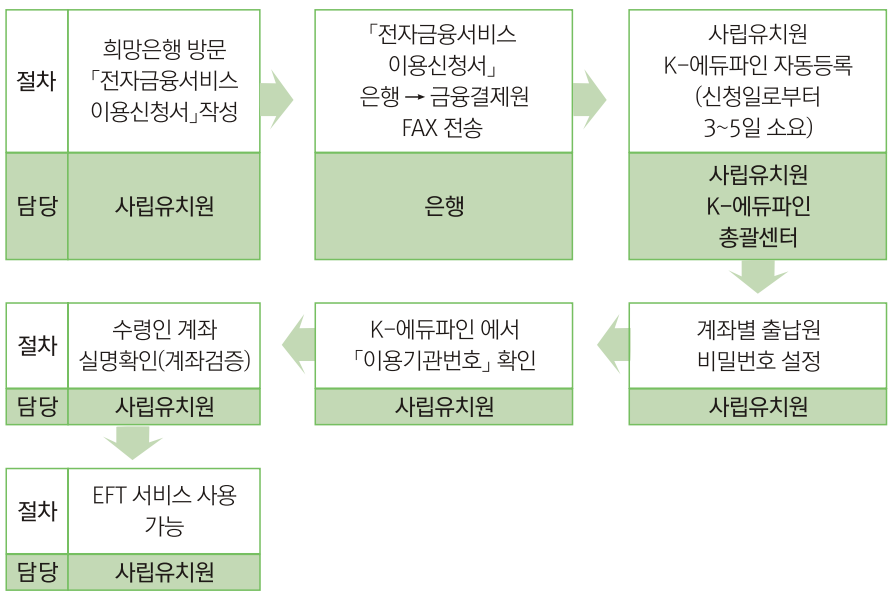 절차
희망은행 방문
「전자금융서비스
이용신청서」작성
「전자금융서비스
이용신청서」
은행 → 금융결제원
FAX 전송
사립유치원
K-에듀파인 자동등록
(신청일로부터
3~5일 소요)
담당
사립유치원
은행
사립유치원
K-에듀파인
총괄센터
절차
수령인 계좌
실명확인(계좌검증)
K-에듀파인 에서
「이용기관번호」 확인
계좌별 출납원
비밀번호 설정
담당
사립유치원
사립유치원
사립유치원
절차
EFT 서비스 사용
가능
담당
사립유치원